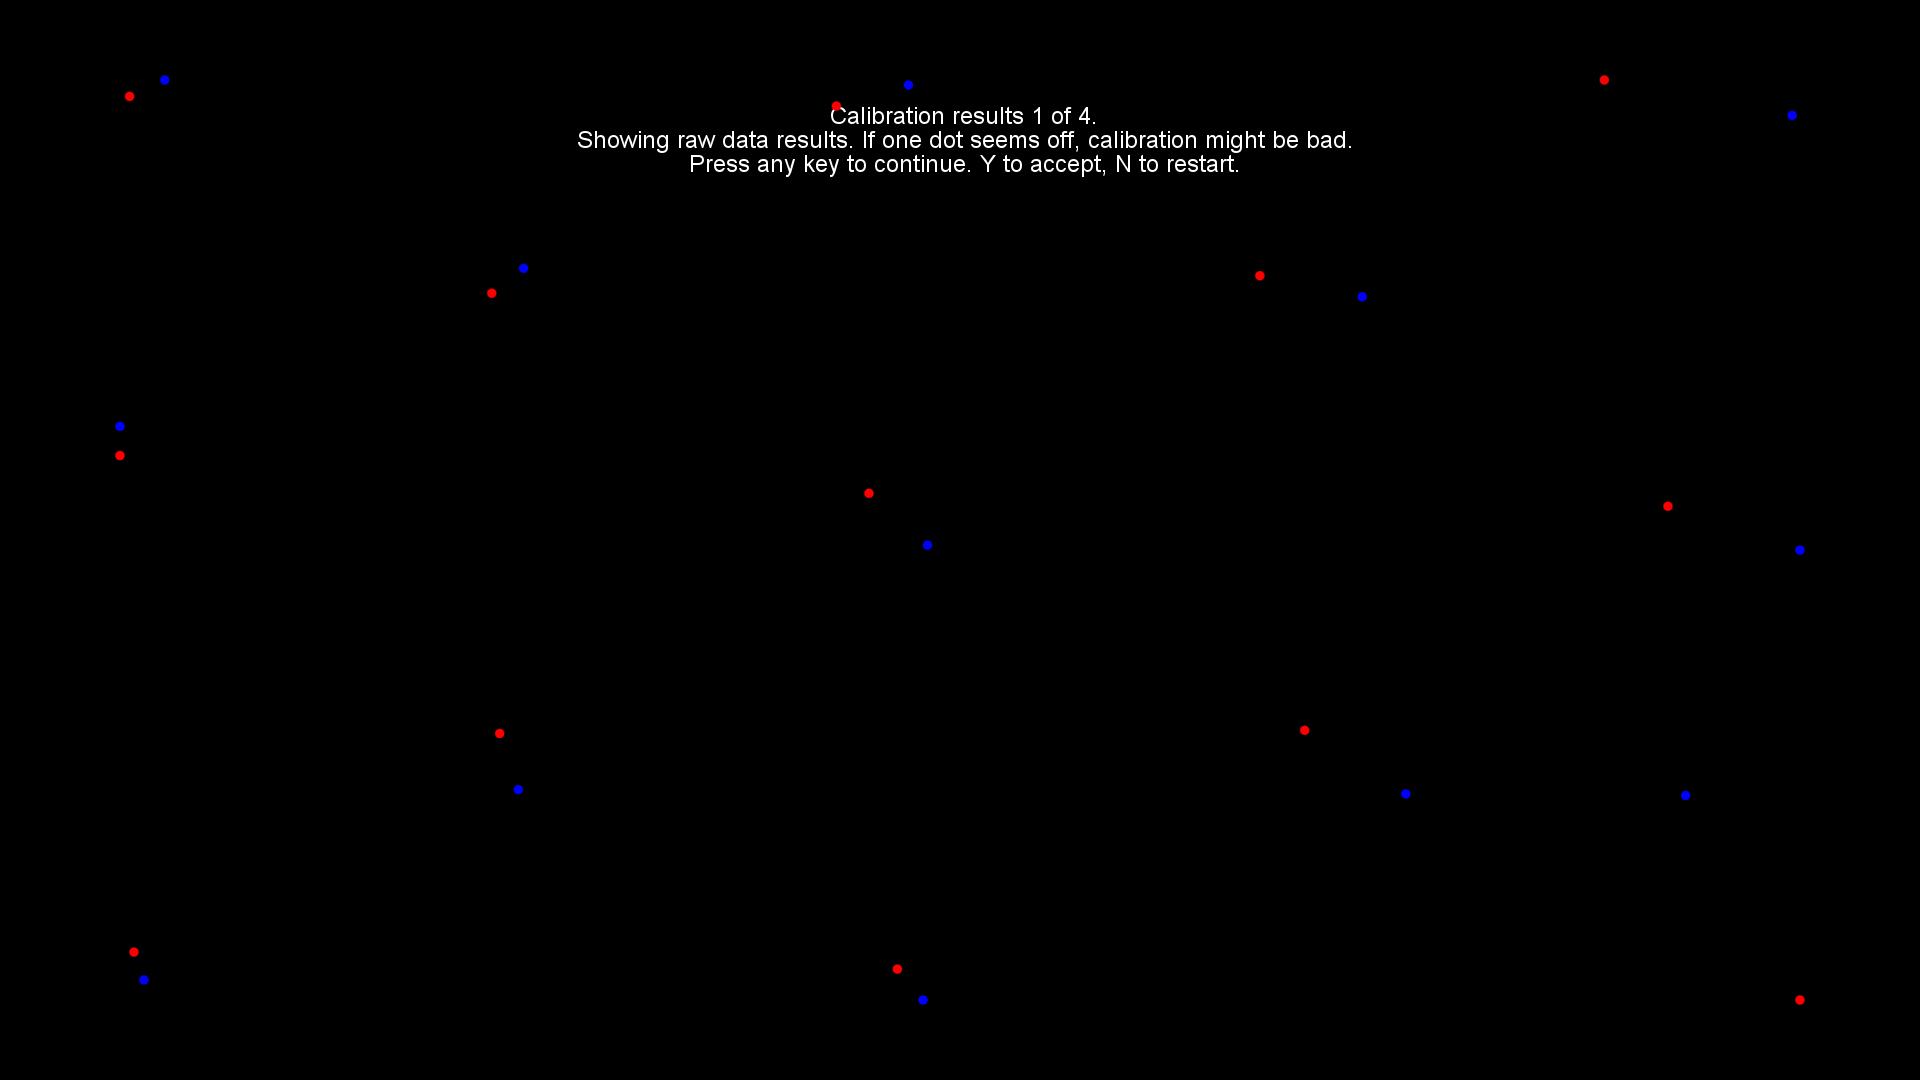 Calibration results 1 of 4.
Showing raw data results. If one dot seems off, calibration might be bad.
Press any key to continue. Y to accept, N to restart.